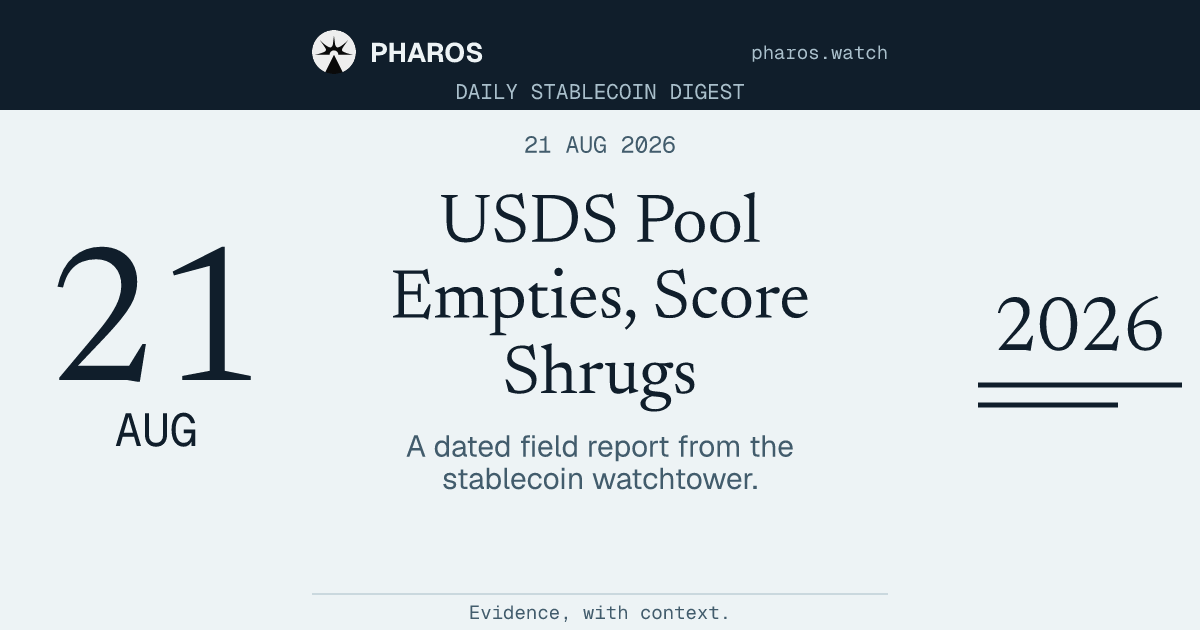 PHAROS
pharos.watch
DAILY STABLECOIN DIGEST
21 AUG 2026
USDS Pool
Empties, Score
Shrugs
A dated field report from the
stablecoin watchtower.
21
AUG
2026
Evidence, with context.